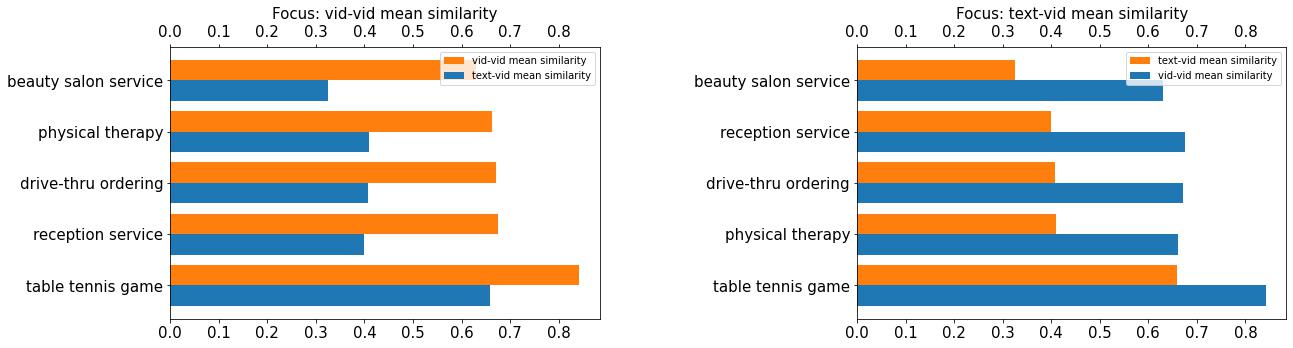 Focus: vid-vid mean similarity
0.0 0.1 0.2 0.3 0.4 0.5 0.6 0.7 0.8
vid-vid mean similarity
text-vid mean similarity
beauty salon service
physical therapy
drive-thru ordering
reception service
table tennis game
0.0 0.1 0.2 0.3 0.4 0.5 0.6 0.7 0.8
Focus: text-vid mean similarity
0.0 0.1 0.2 0.3 0.4 0.5 0.6 0.7 0.8
text-vid mean similarity
vid-vid mean similarity
beauty salon service
reception service
drive-thru ordering
physical therapy
table tennis game
0.0 0.1 0.2 0.3 0.4 0.5 0.6 0.7 0.8